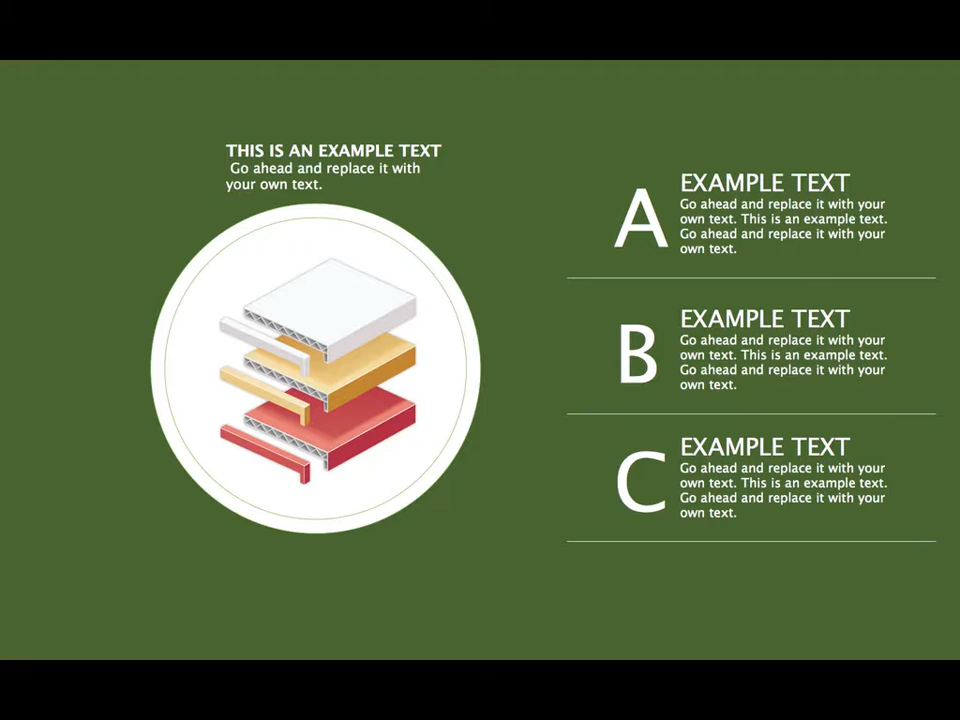 THIS IS AN EXAMPLE TEXT
Go ahead and replace it with
your own text.
A
EXAMPLE TEXT
Go ahead and replace it with your
own text. This is an example text.
Go ahead and replace it with your
own text.
B
EXAMPLE TEXT
Go ahead and replace it with your
own text. This is an example text.
Go ahead and replace it with your
own text.
C
EXAMPLE TEXT
Go ahead and replace it with your
own text. This is an example text.
Go ahead and replace it with your
own text.